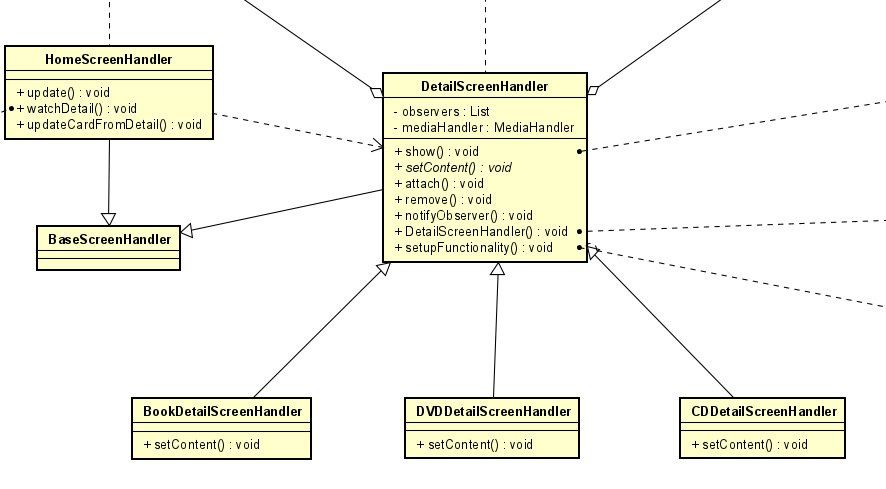 HomeScreenHandler
+ update() : void
+ watchDetail() : void
+ updateCardFromDetail() : void
DetailScreenHandler
- observers : List
- mediaHandler : MediaHandler
+ show() : void
+ setContent() : void
+ attach() : void
+ remove() : void
+ notifyObserver() : void
+ DetailScreenHandler() : void
+ setupFunctionality() : void
BaseScreenHandler
BookDetailScreenHandler
+ setContent() : void
DVDDetailScreenHandler
+ setContent() : void
CDDetailScreenHandler
+ setContent() : void